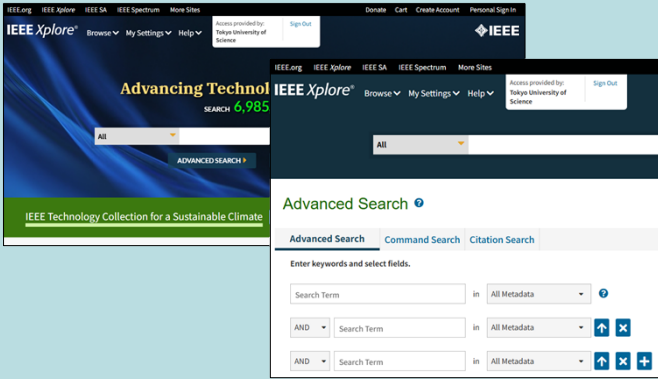 IEEE.org IEEE Xplore IEEE SA IEEE Spectrum More Sites Donate Cart Create Account Personal Sign In
IEEE Xplore® Browse My Settings Help
Access provided by:
Tokyo University of
Science
Sign Out
IEEE
Advancing Technol
SEARCH 6,985
All
ADVANCED SEARCH
IEEE Technology Collection for a Sustainable Climate
IEEE.org IEEE Xplore IEEE SA IEEE Spectrum More Sites
IEEE Xplore® Browse My Settings Help
Access provided by:
Tokyo University of
Science
Sign Out
All
Advanced Search ?
Advanced Search Command Search Citation Search
Enter keywords and select fields.
Search Term in All Metadata ?
AND Search Term in All Metadata
AND Search Term in All Metadata